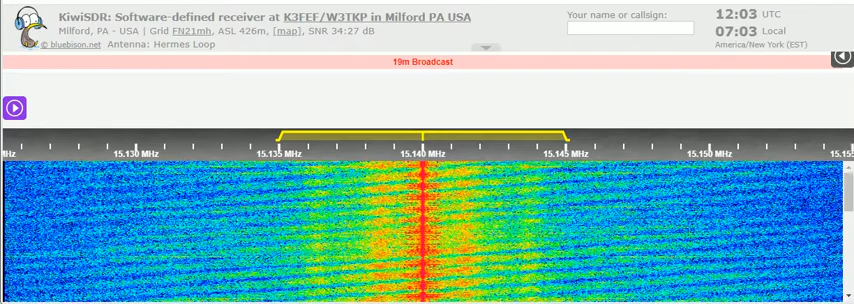 KiwiSDR: Software-defined receiver at K3FEF/W3TKP in Milford PA USA
Milford, PA - USA | Grid FN21mh, ASL 426m, [map], SNR 34:27 dB
© bluebison.net Antenna: Hermes Loop
Your name or callsign:
12:03 UTC
07:03 Local
America/New York (EST)
19m Broadcast
MHz 15.130 MHz 15.135 MHz 15.140 MHz 15.145 MHz 15.150 MHz 15.155